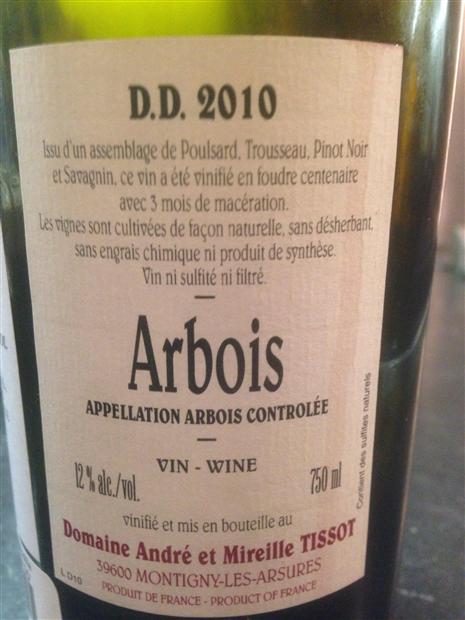 D.D. 2010
Issu d'un assemblage de Poulsard, Trousseau, Pinot Noir
et Savagnin, ce vin a été vinifié en foudre centenaire
avec 3 mois de macération.
Les vignes sont cultivées de façon naturelle, sans désherbant,
sans engrais chimique ni produit de synthèse.
Vin ni sulfité ni filtré.
Arbois
APPELLATION ARBOIS CONTROLÉE
VIN - WINE
12 % alc./vol.
750 ml
Contient des sulfites naturels
vinifié et mis en bouteille au
Domaine André et Mireille TISSOT
39600 MONTIGNY-LES-ARSURES
PRODUIT DE FRANCE - PRODUCT OF FRANCE
L D10